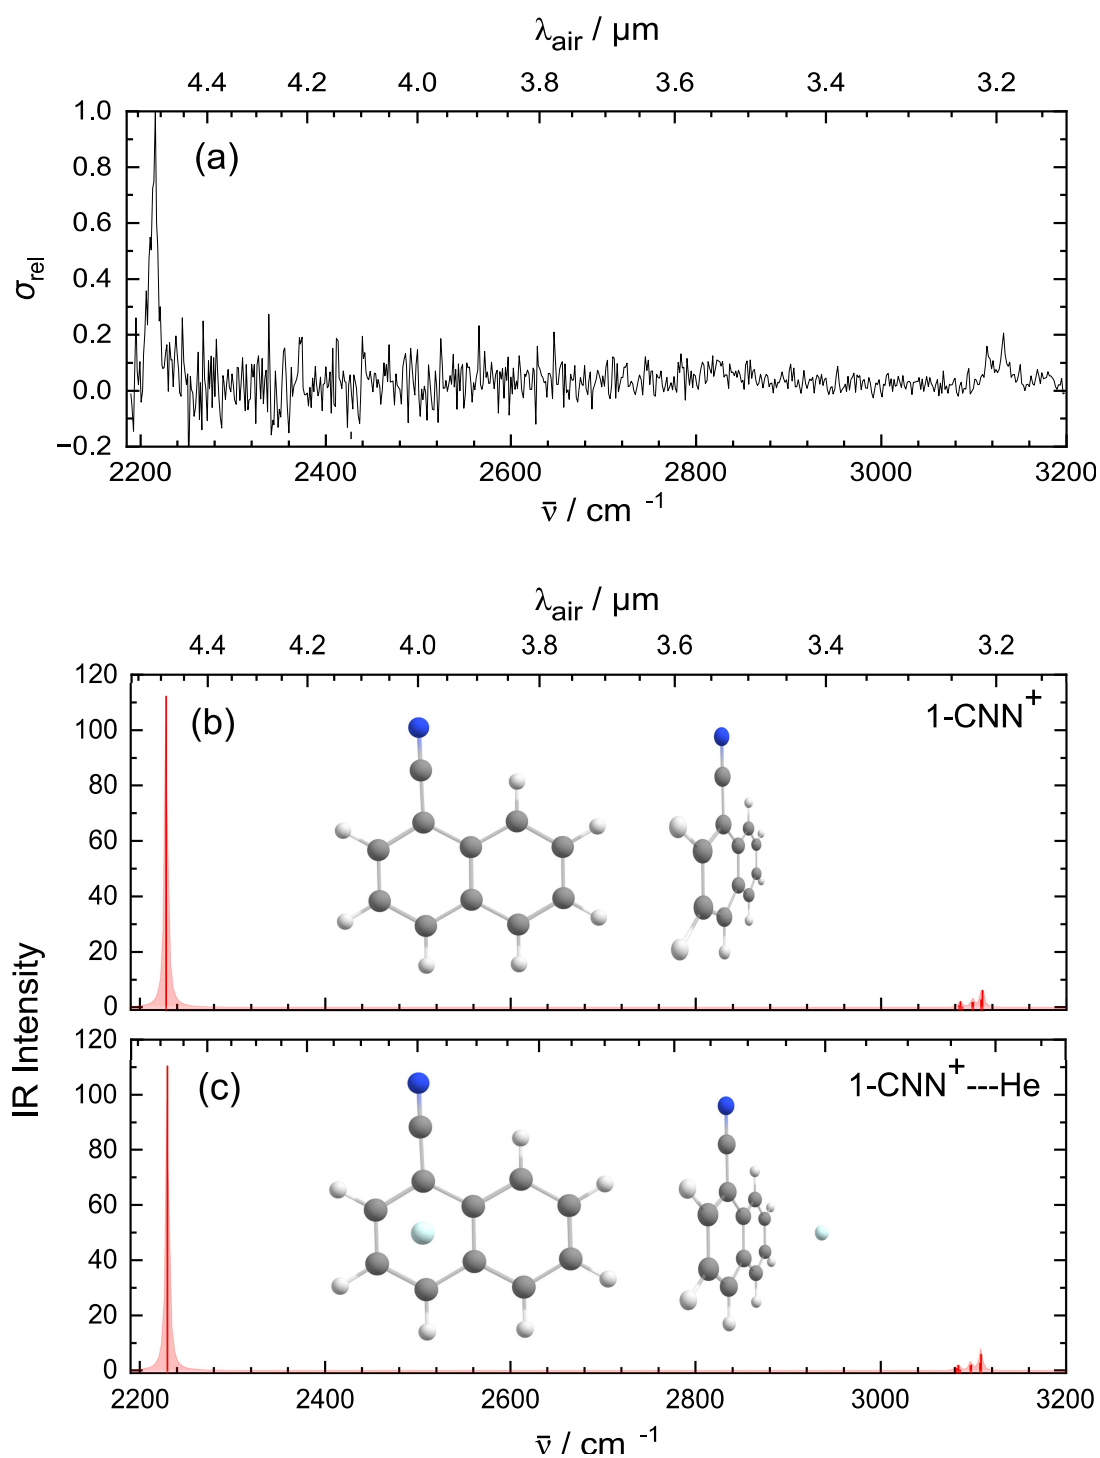 λair / μm
4.4 4.2 4.0 3.8 3.6 3.4 3.2
1.0
(a)
0.8
0.6
σrel
0.4
0.2
0.0
−0.2
2200 2400 2600 2800 3000 3200
ν̄ / cm -1
λair / μm
4.4 4.2 4.0 3.8 3.6 3.4 3.2
120
(b) 1-CNN+
100
80
60
40
20
0
IR Intensity
120
(c) 1-CNN+---He
100
80
60
40
20
0
2200 2400 2600 2800 3000 3200
ν̄ / cm -1